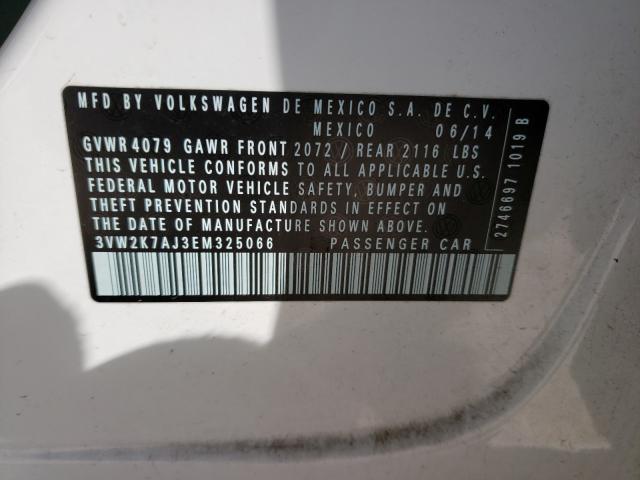 MFD BY VOLKSWAGEN DE MEXICO S.A. DE C.V.
MEXICO 06/14
GVWR 4079 GAWR FRONT 2072 / REAR 2116 LBS
THIS VEHICLE CONFORMS TO ALL APPLICABLE U.S.
FEDERAL MOTOR VEHICLE SAFETY, BUMPER AND
THEFT PREVENTION STANDARDS IN EFFECT ON
THE DATE OF MANUFACTURE SHOWN ABOVE.
3VW2K7AJ3EM325066 PASSENGER CAR
2746697 1019 B